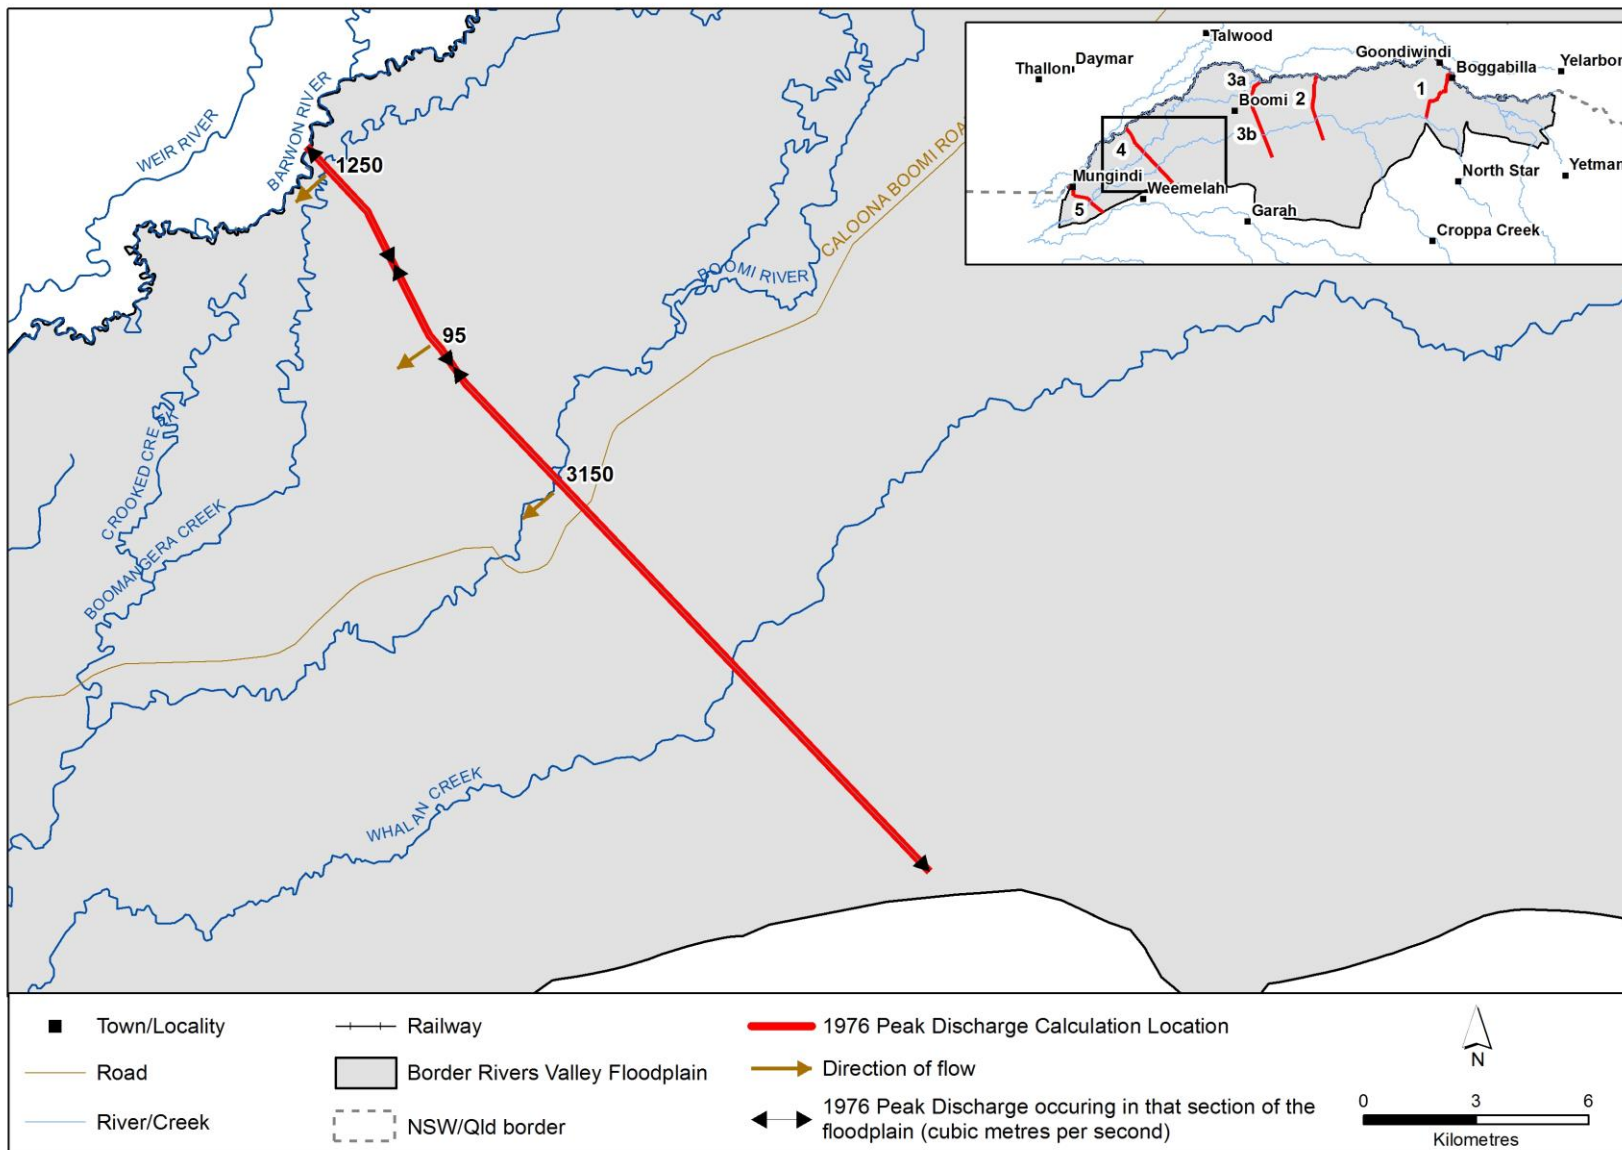 WEIR RIVER
BARWON RIVER
1250
95
3150
BOOMI RIVER
CALOONA BOOMI ROAD
CROOKED CREEK
BOOMANGERA CREEK
WHALAN CREEK
Talwood
Daymar
Thallon
Goondiwindi
Yelarbon
Boggabilla
3a
Boomi
2
1
3b
4
Mungindi
Weemelah
5
Garah
North Star
Yetman
Croppa Creek
Town/Locality
Road
River/Creek
Railway
Border Rivers Valley Floodplain
NSW/Qld border
1976 Peak Discharge Calculation Location
Direction of flow
1976 Peak Discharge occuring in that section of the
floodplain (cubic metres per second)
N
0 3 6
Kilometres